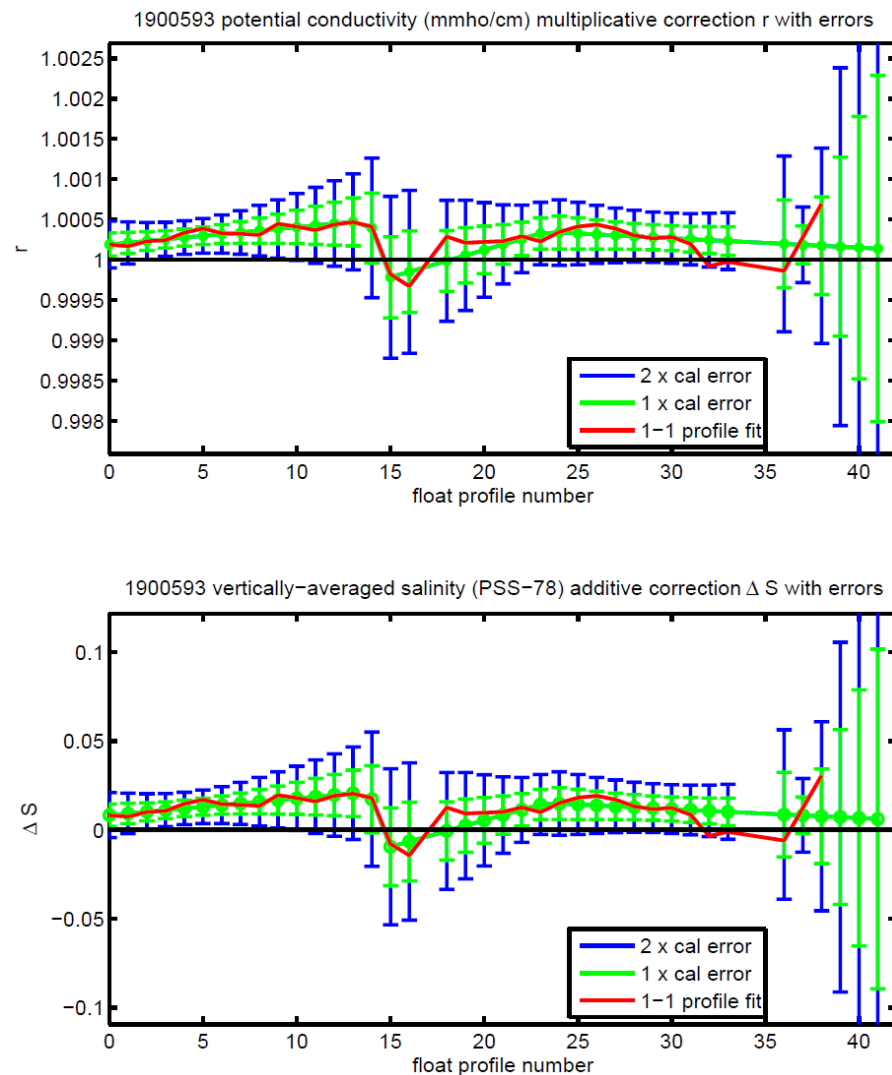 1900593 potential conductivity (mmho/cm) multiplicative correction r with errors
1.0025
1.002
1.0015
1.001
1.0005
1
0.9995
0.999
0.9985
0.998
r
2 x cal error
1 x cal error
1−1 profile fit
0 5 10 15 20 25 30 35 40
float profile number
1900593 vertically−averaged salinity (PSS−78) additive correction Δ S with errors
0.1
0.05
0
−0.05
−0.1
Δ S
2 x cal error
1 x cal error
1−1 profile fit
0 5 10 15 20 25 30 35 40
float profile number